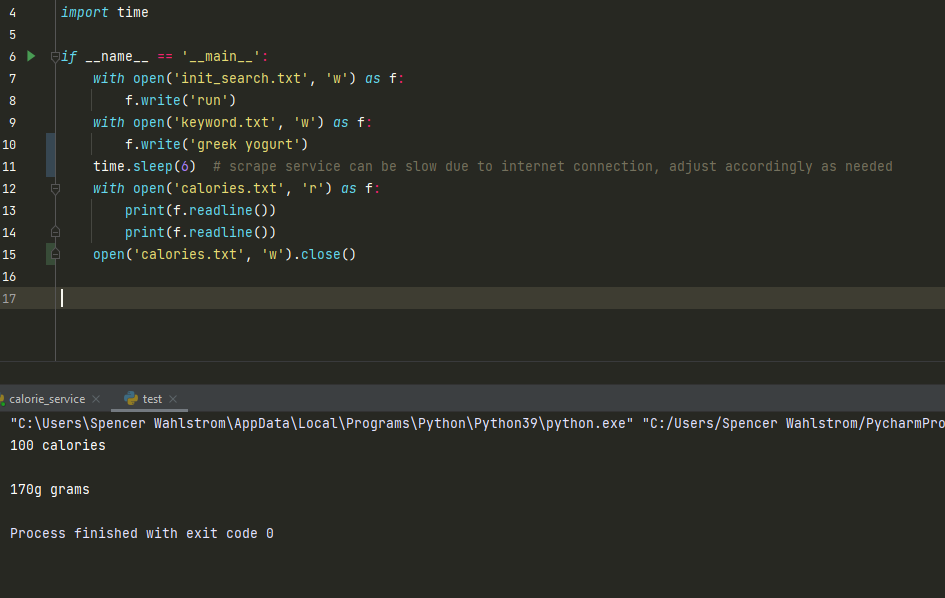 4 import time
5
6 if __name__ == '__main__':
7 with open('init_search.txt', 'w') as f:
8 f.write('run')
9 with open('keyword.txt', 'w') as f:
10 f.write('greek yogurt')
11 time.sleep(6) # scrape service can be slow due to internet connection, adjust accordingly as needed
12 with open('calories.txt', 'r') as f:
13 print(f.readline())
14 print(f.readline())
15 open('calories.txt', 'w').close()
16
17
calorie_service test
"C:\Users\Spencer Wahlstrom\AppData\Local\Programs\Python\Python39\python.exe" "C:/Users/Spencer Wahlstrom/PycharmPro
100 calories
170g grams
Process finished with exit code 0